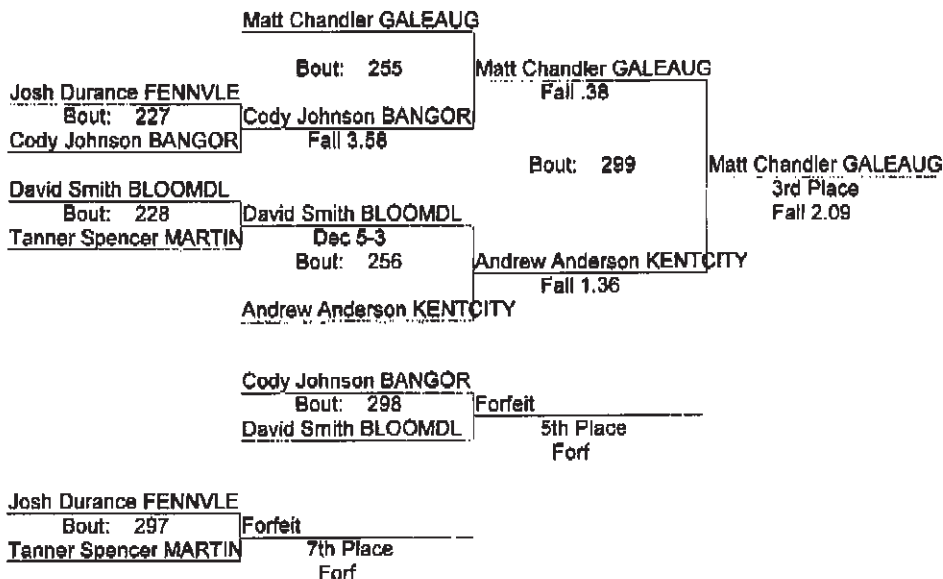 Matt Chandler GALEAUG
Bout: 255
Matt Chandler GALEAUG
Fall .38
Josh Durance FENNVLE
Bout: 227
Cody Johnson BANGOR
Cody Johnson BANGOR
Fall 3.58
Bout: 299
Matt Chandler GALEAUG
3rd Place
Fall 2.09
David Smith BLOOMDL
Bout: 228
Tanner Spencer MARTIN
David Smith BLOOMDL
Dec 5-3
Bout: 256
Andrew Anderson KENTCITY
Fall 1.36
Andrew Anderson KENTCITY
Cody Johnson BANGOR
Bout: 298
David Smith BLOOMDL
Forfeit
5th Place
Forf
Josh Durance FENNVLE
Bout: 297
Tanner Spencer MARTIN
Forfeit
7th Place
Forf